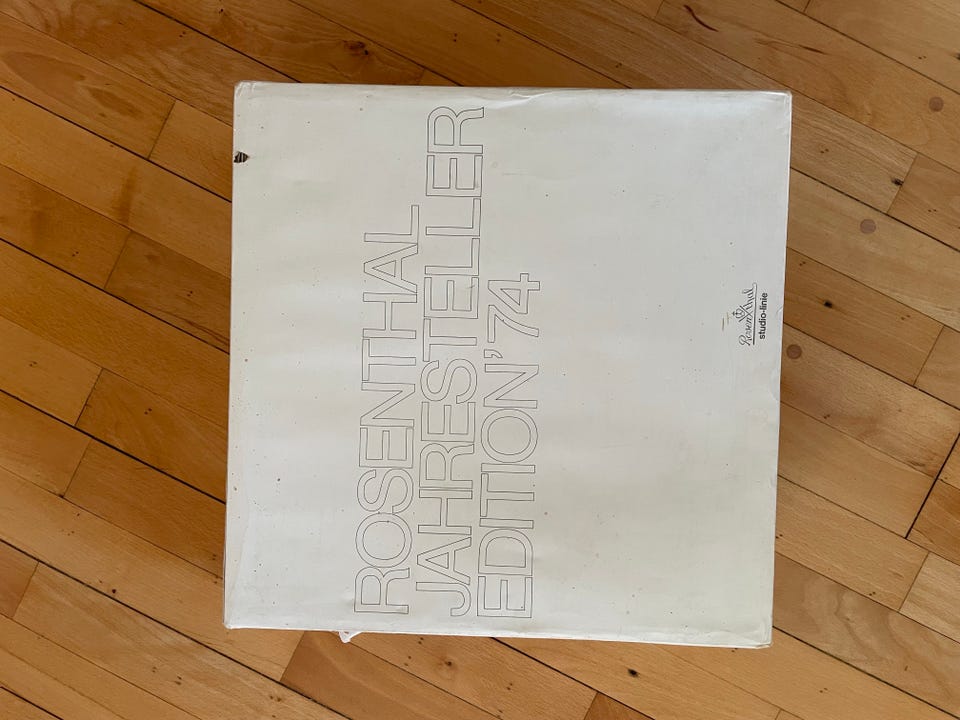 ROSENTHAL
JAHRESTELLER
EDITION '74
Rosenthal
studio-linie